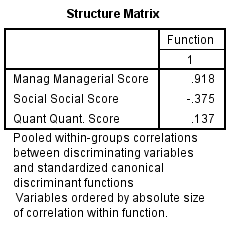 Structure Matrix
Function
1
Manag Managerial Score .918
Social Social Score -.375
Quant Quant. Score .137
Pooled within-groups correlations
between discriminating variables
and standardized canonical
discriminant functions
Variables ordered by absolute size
of correlation within function.